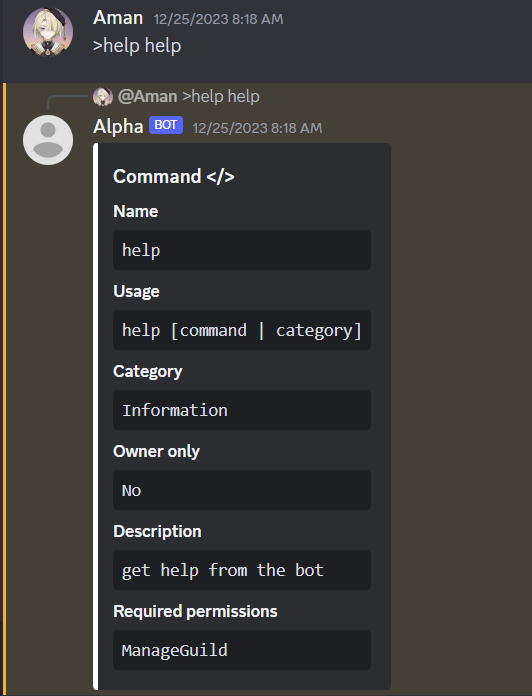 Aman 12/25/2023 8:18 AM
>help help
@Aman >help help
Alpha BOT 12/25/2023 8:18 AM
Command </>
Name
help
Usage
help [command | category]
Category
Information
Owner only
No
Description
get help from the bot
Required permissions
ManageGuild